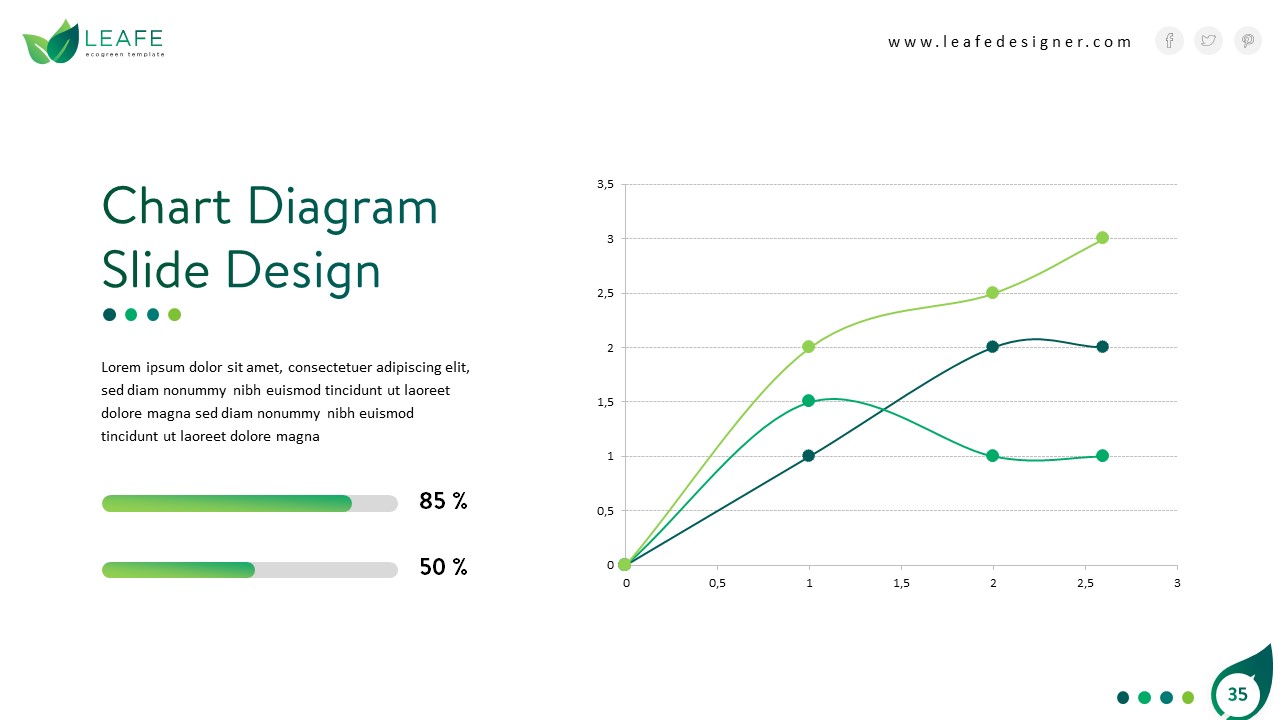 LEAFE
ecogreen template
www.leafedesigner.com
Chart Diagram
Slide Design
Lorem ipsum dolor sit amet, consectetuer adipiscing elit,
sed diam nonummy nibh euismod tincidunt ut laoreet
dolore magna sed diam nonummy nibh euismod
tincidunt ut laoreet dolore magna
85 %
50 %
3,5
3
2,5
2
1,5
1
0,5
0
0 0,5 1 1,5 2 2,5 3
35